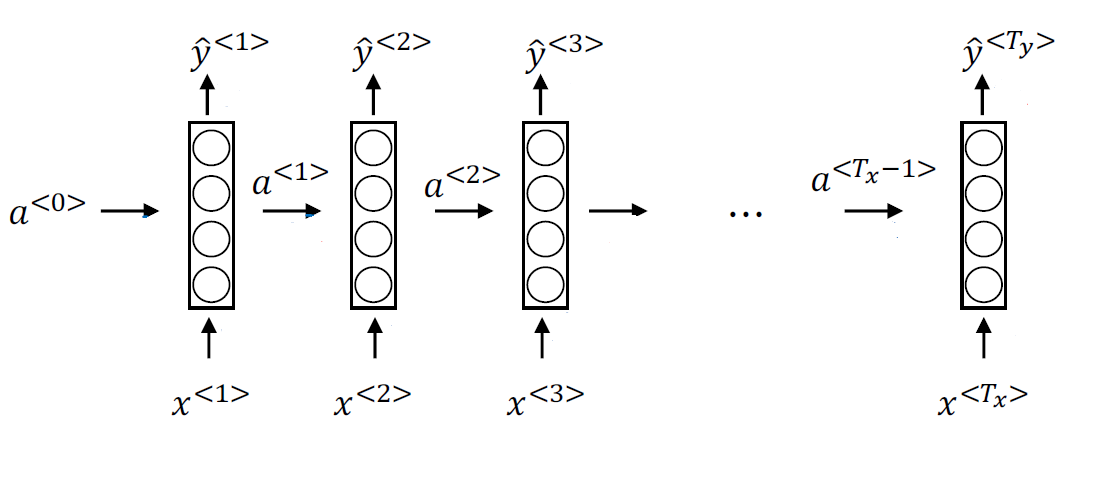 ŷ<1> ŷ<2> ŷ<3> ŷ<Ty>
a<0> a<1> a<2> ... a<Tx−1>
x<1> x<2> x<3> x<Tx>